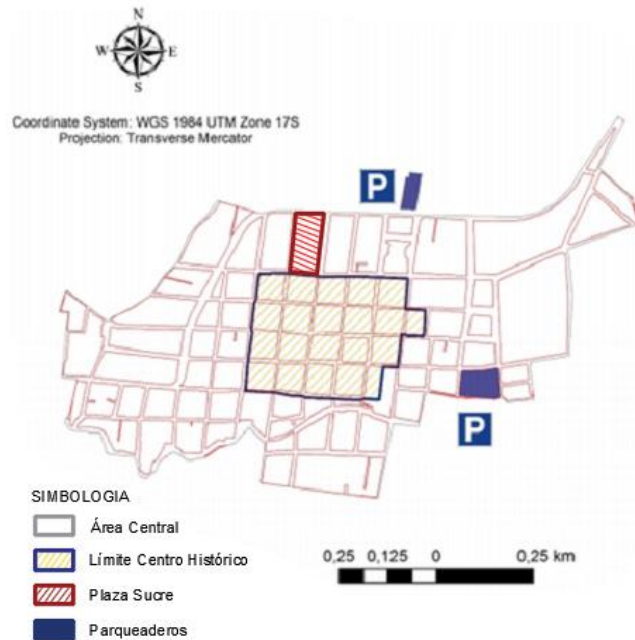 N
W E
S
Coordinate System: WGS 1984 UTM Zone 17S
Projection: Transverse Mercator
P
P
SIMBOLOGIA
Área Central
Límite Centro Histórico
Plaza Sucre
Parqueaderos
0,25 0,125 0 0,25 km